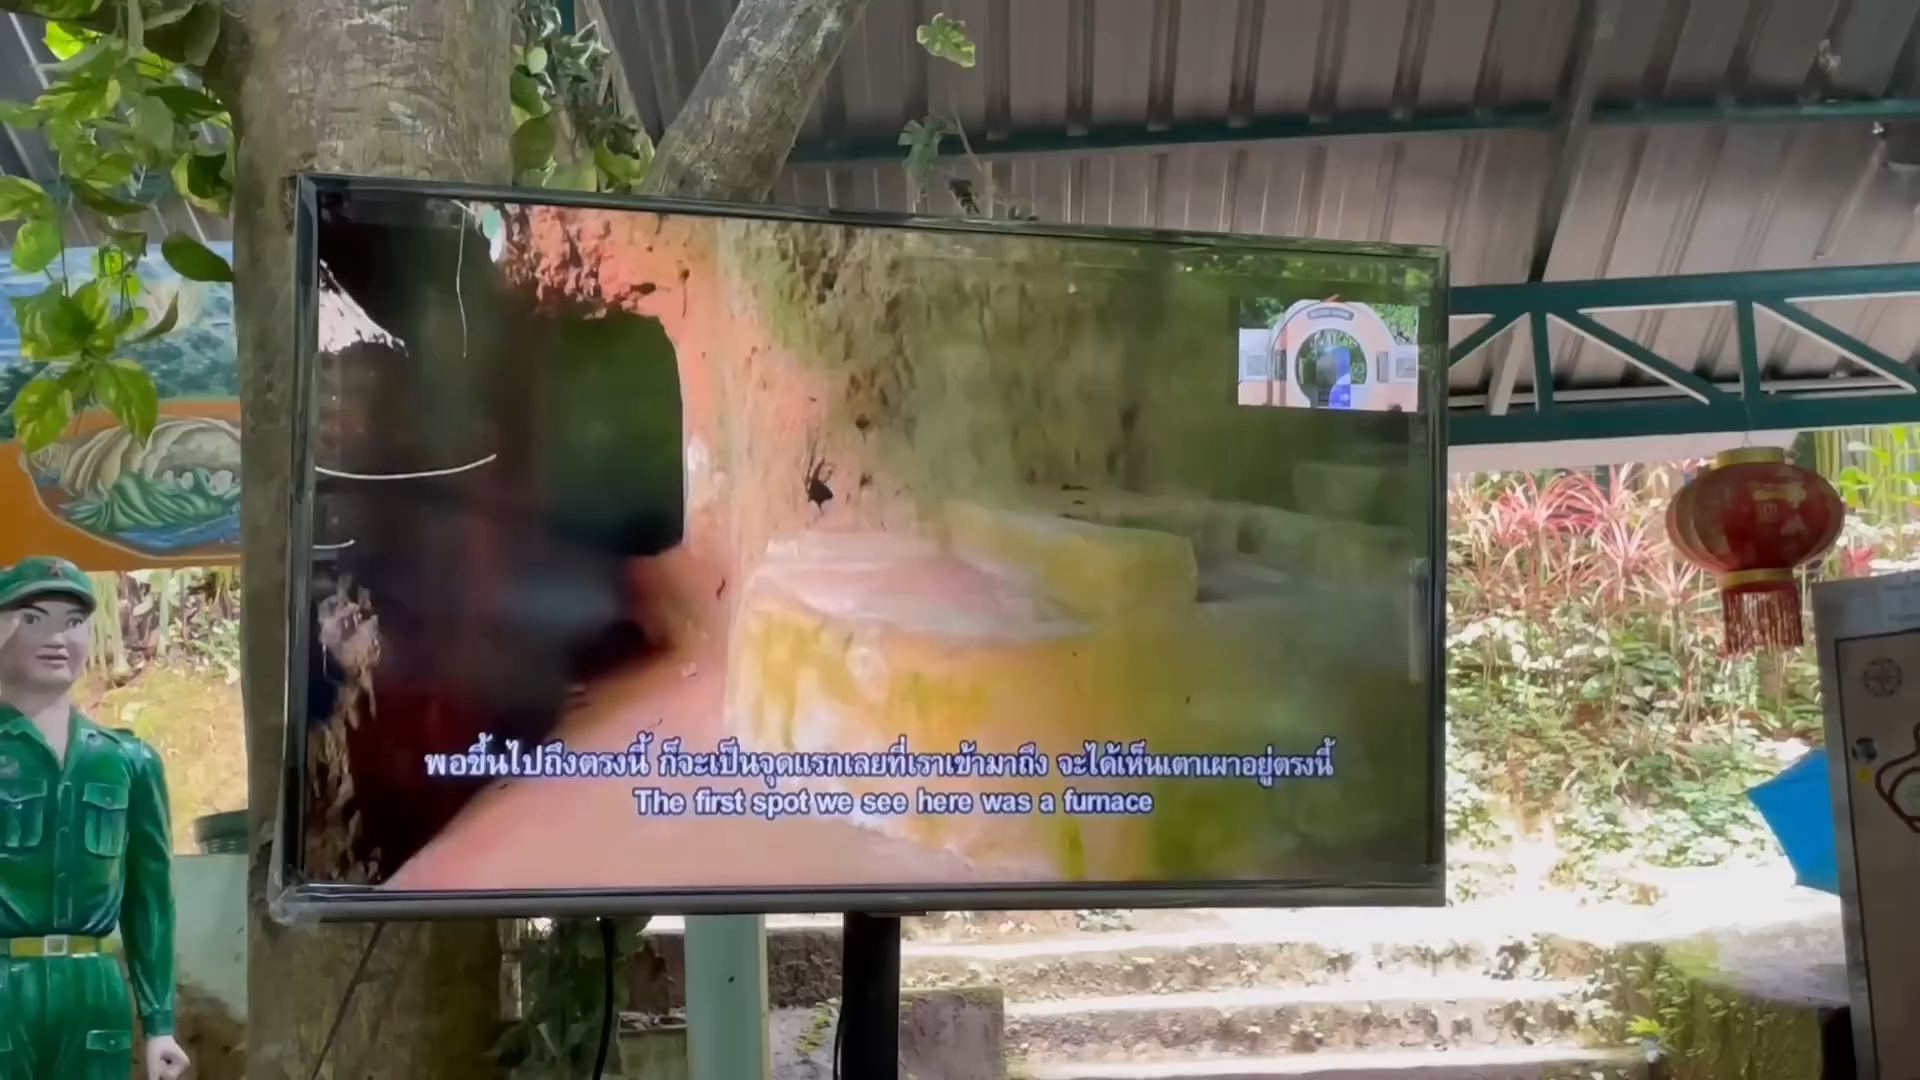 พอขึ้นไปถึงตรงนี้ ก็จะเป็นจุดแรกเลยที่เราเข้ามาถึง จะได้เห็นเตาเผาอยู่ตรงนี้
The first spot we see here was a furnace